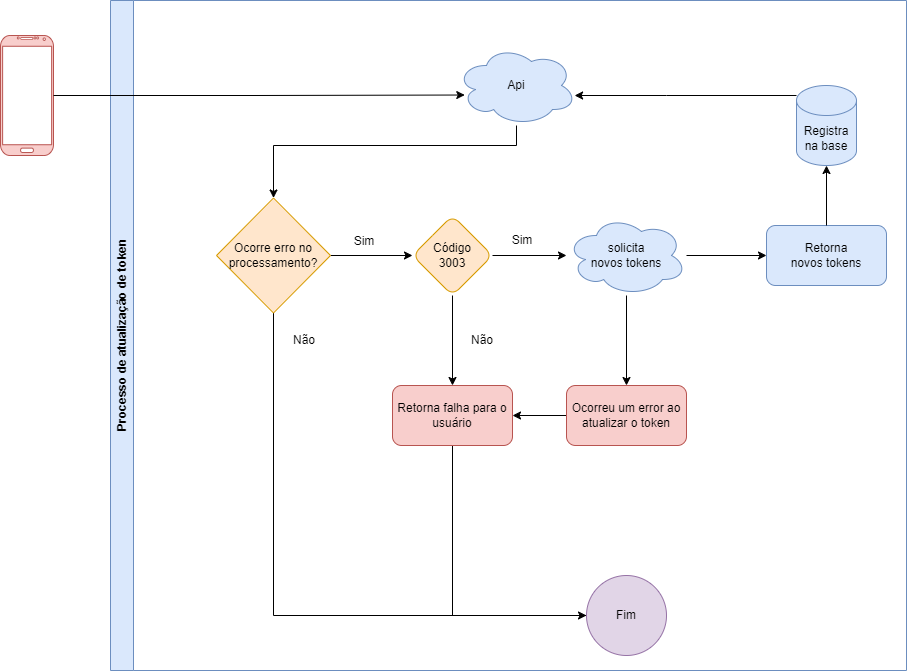 Processo de atualização de token
Api
Registra
na base
Ocorre erro no
processamento?
Sim
Código
3003
Sim
solicita
novos tokens
Retorna
novos tokens
Não
Não
Retorna falha para o
usuário
Ocorreu um error ao
atualizar o token
Fim